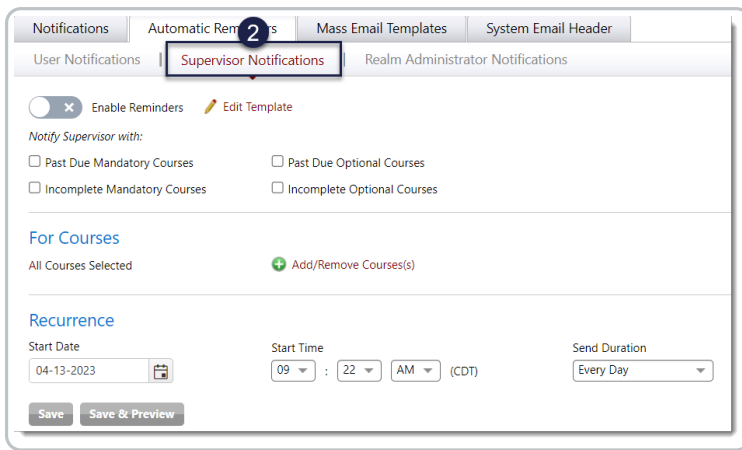 Notifications Automatic Rem rs Mass Email Templates System Email Header
2
User Notifications | Supervisor Notifications | Realm Administrator Notifications
Enable Reminders Edit Template
Notify Supervisor with:
Past Due Mandatory Courses Past Due Optional Courses
Incomplete Mandatory Courses Incomplete Optional Courses
For Courses
All Courses Selected Add/Remove Courses(s)
Recurrence
Start Date Start Time Send Duration
04-13-2023 09 : 22 AM (CDT) Every Day
Save Save & Preview